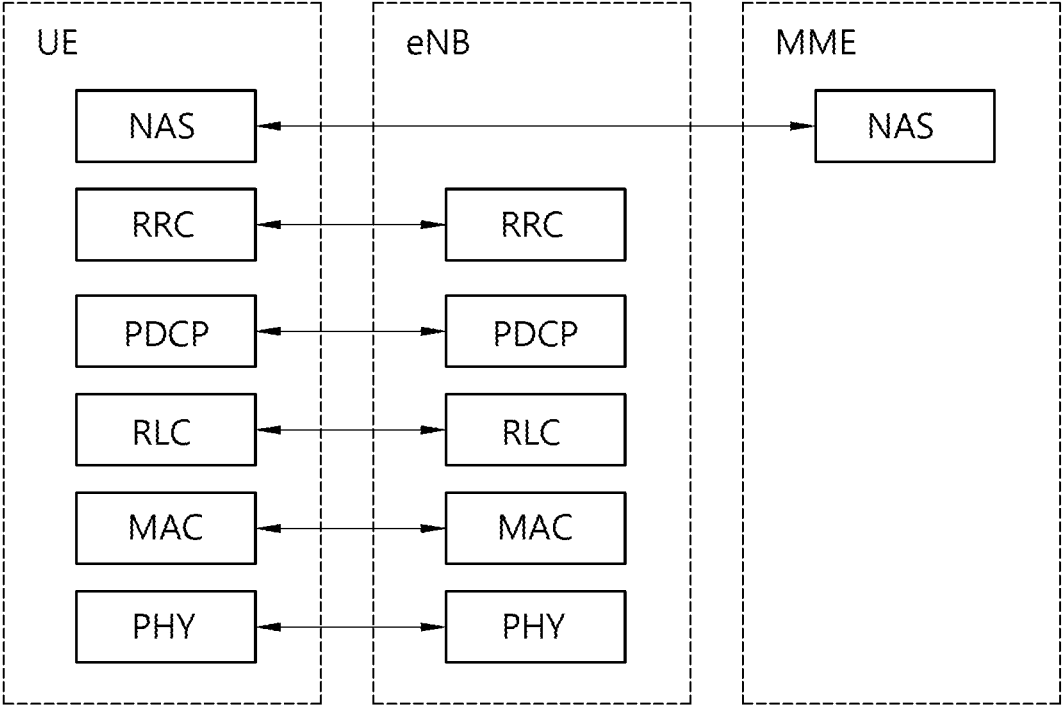 UE eNB MME
NAS NAS
RRC RRC
PDCP PDCP
RLC RLC
MAC MAC
PHY PHY